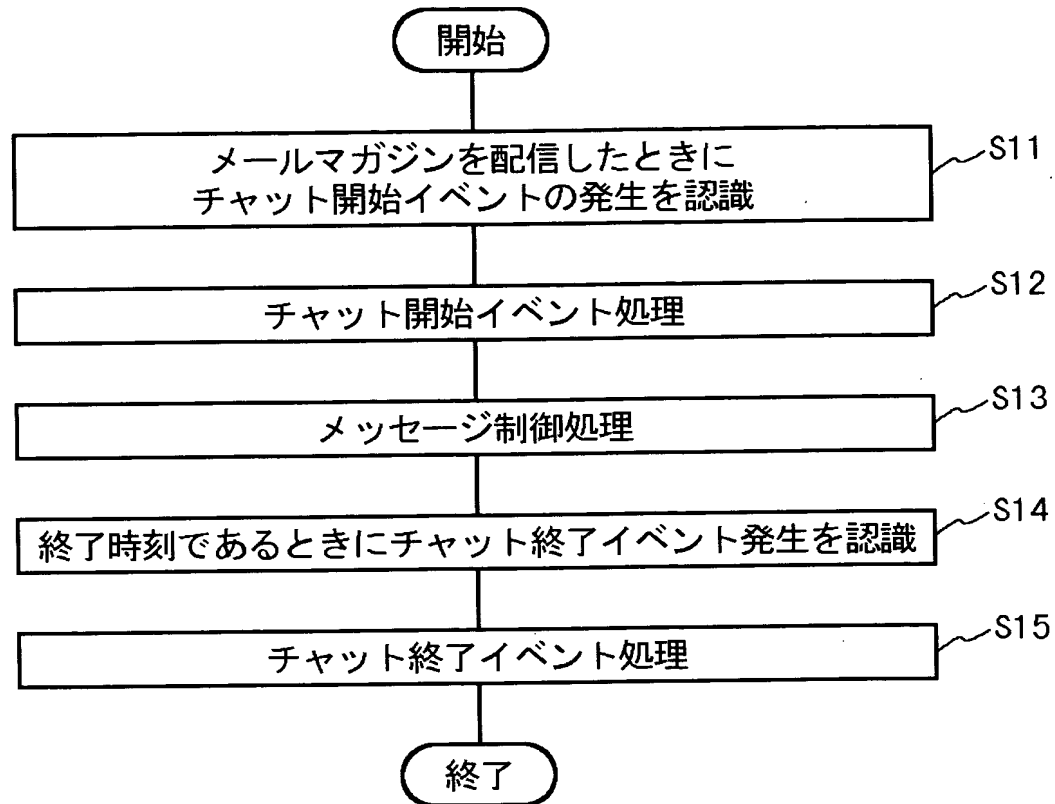 開始
メールマガジンを配信したときに
チャット開始イベントの発生を認識
S11
チャット開始イベント処理
S12
メッセージ制御処理
S13
終了時刻であるときにチャット終了イベント発生を認識
S14
チャット終了イベント処理
S15
終了